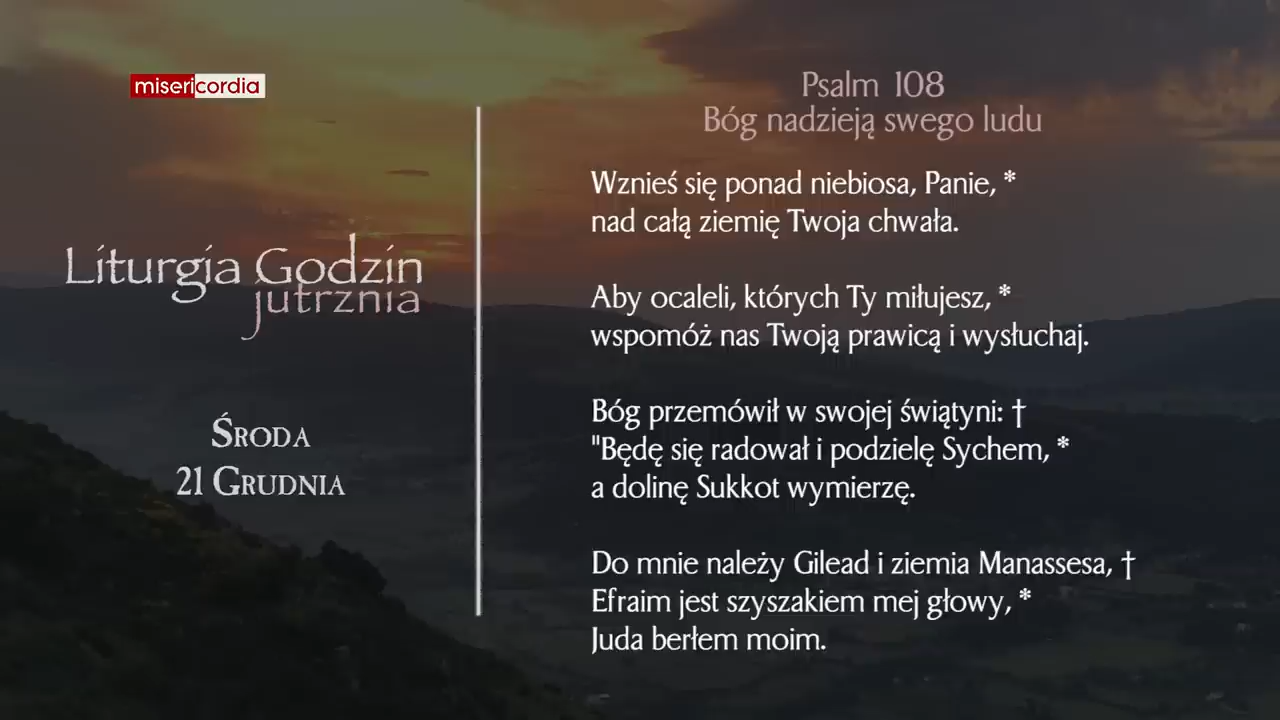 misericordia
Liturgia Godzin
jutrznia
Środa
21 Grudnia
Psalm 108
Bóg nadzieją swego ludu
Wznieś się ponad niebiosa, Panie, *
nad całą ziemię Twoja chwała.
Aby ocaleli, których Ty miłujesz, *
wspomóż nas Twoją prawicą i wysłuchaj.
Bóg przemówił w swojej świątyni: †
"Będę się radował i podzielę Sychem, *
a dolinę Sukkot wymierzę.
Do mnie należy Gilead i ziemia Manassesa, †
Efraim jest szyszakiem mej głowy, *
Juda berłem moim.